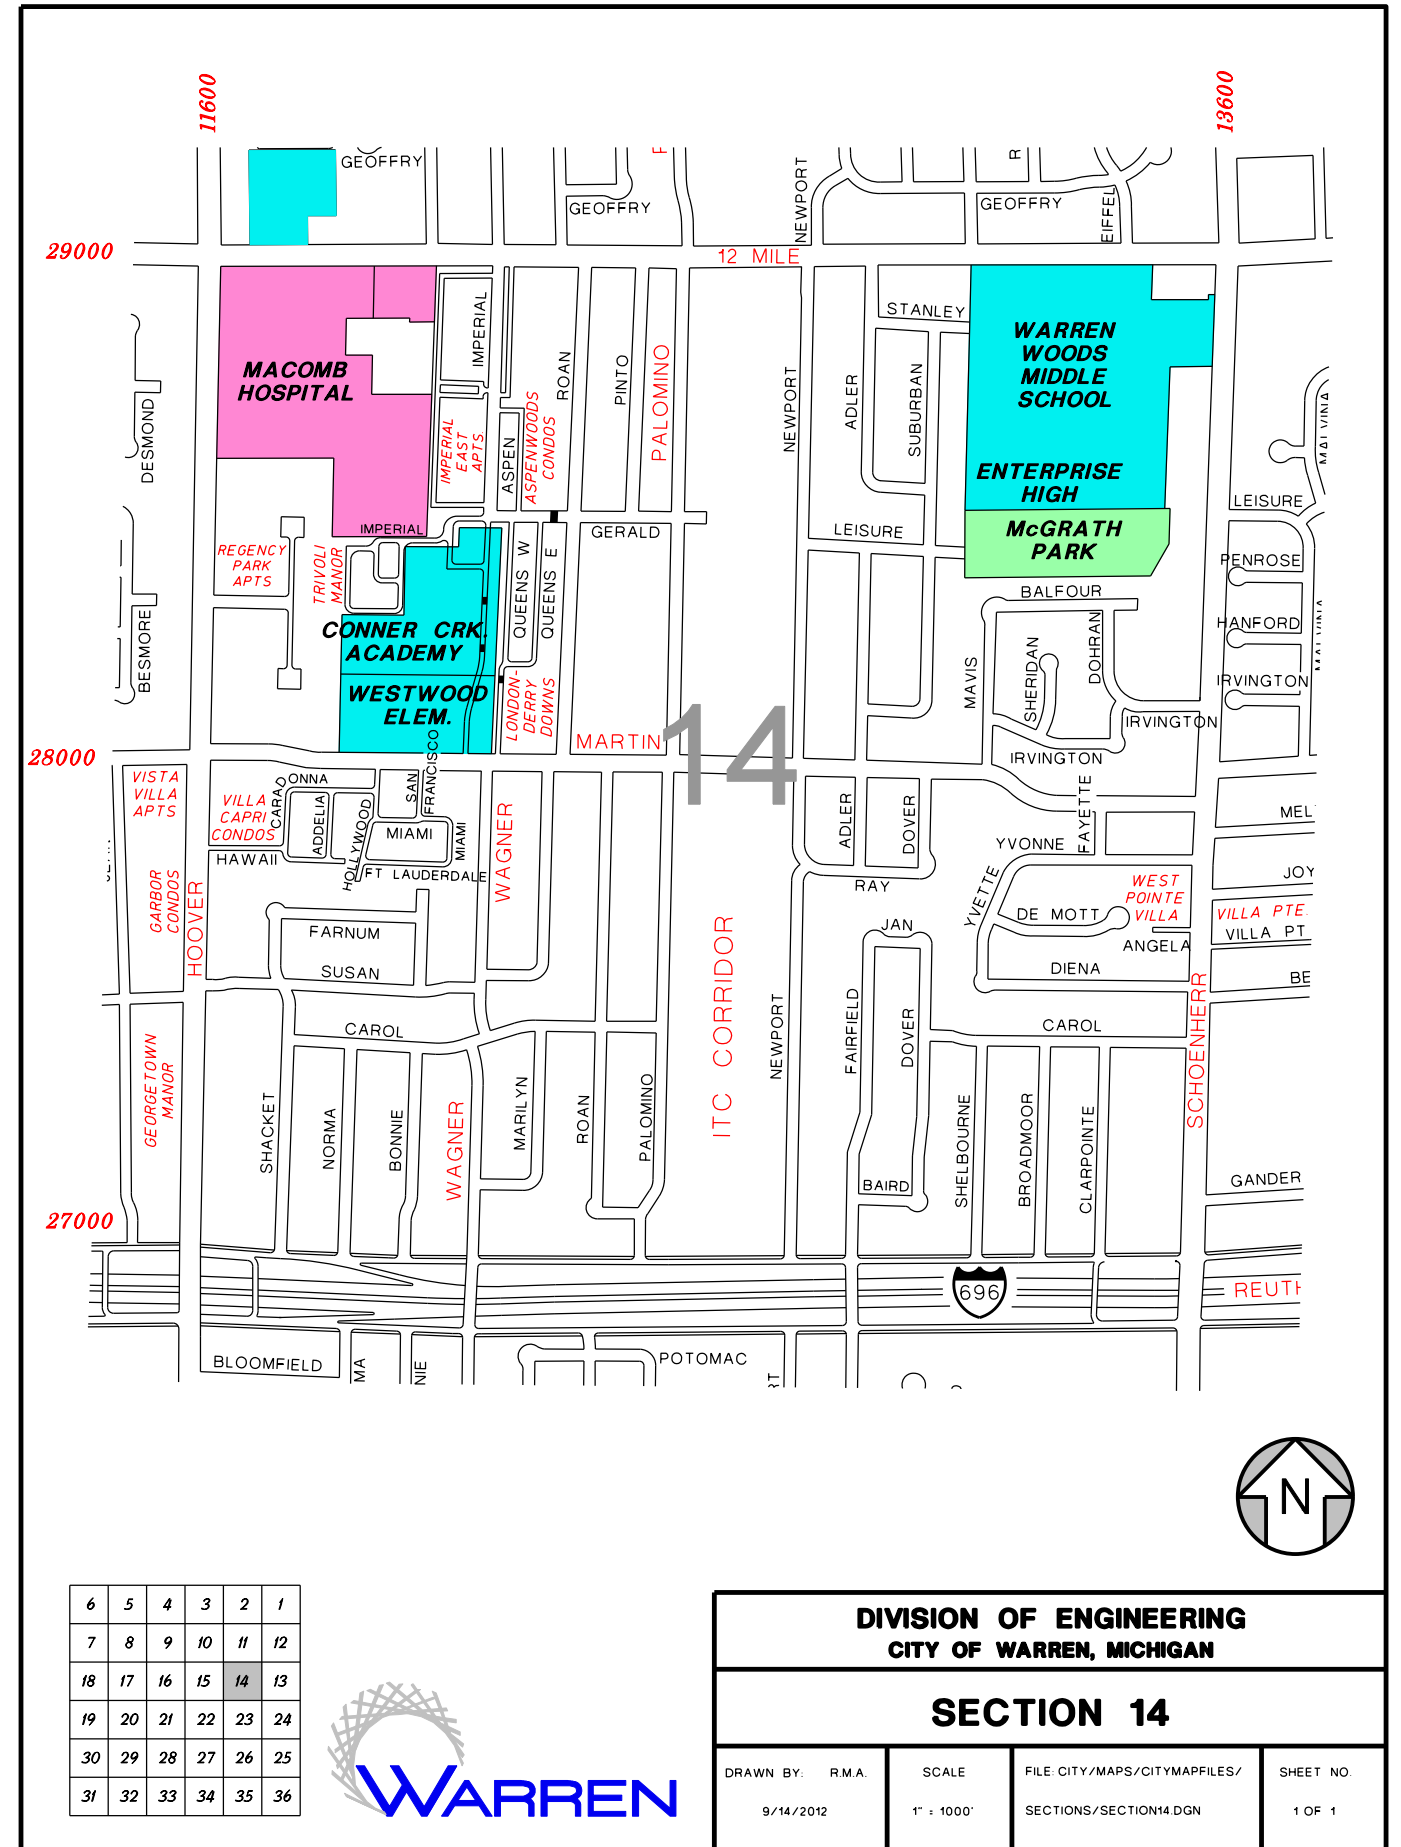 11600
13600
GEOFFRY
GEOFFRY
NEWPORT
R
GEOFFRY
EIFFEL
29000
12 MILE
MACOMB
HOSPITAL
IMPERIAL
IMPERIAL
EAST
APTS.
ASPEN
ASPENWOODS
CONDOS
ROAN
PINTO
PALOMINO
NEWPORT
ADLER
STANLEY
SUBURBAN
WARREN
WOODS
MIDDLE
SCHOOL
ENTERPRISE
HIGH
McGRATH
PARK
DESMOND
LEISURE
IMPERIAL
GERALD
LEISURE
REGENCY
PARK
APTS
TRIVOLI
MANOR
QUEENS W
QUEENS E
PENROSE
BALFOUR
HANFORD
BESMORE
CONNER CRK.
ACADEMY
WESTWOOD
ELEM.
LONDON-
DERRY
DOWNS
MAVIS
SHERIDAN
DOHRAN
IRVINGTON
IRVINGTON
IRVINGTON
MARTIN
14
28000
VISTA
VILLA
APTS
VILLA
CAPRI
CONDOS
CARADONNA
ADDELIA
HOLLYWOOD
SAN
FRANCISCO
MIAMI
MIAMI
HAWAII
FT LAUDERDALE
WAGNER
ADLER
DOVER
RAY
FAYETTE
YVONNE
YVETTE
DE MOTT
WEST
POINTE
VILLA
ANGELA
MEL
JOY
VILLA PTE.
VILLA PT
GARBOR
CONDOS
HOOVER
FARNUM
SUSAN
ITC CORRIDOR
JAN
DIENA
BE
CAROL
NEWPORT
FAIRFIELD
DOVER
CAROL
SCHOENHERR
GEORGETOWN
MANOR
SHACKET
NORMA
BONNIE
WAGNER
MARILYN
ROAN
PALOMINO
BAIRD
SHELBOURNE
BROADMOOR
CLARPOINTE
GANDER
27000
696
REUTH
BLOOMFIELD
MA
NIE
POTOMAC
RT
N
6 5 4 3 2 1
7 8 9 10 11 12
18 17 16 15 14 13
19 20 21 22 23 24
30 29 28 27 26 25
31 32 33 34 35 36
WARREN
DIVISION OF ENGINEERING
CITY OF WARREN, MICHIGAN
SECTION 14
DRAWN BY: R.M.A.
9/14/2012
SCALE
1" = 1000'
FILE: CITY/MAPS/CITYMAPFILES/
SECTIONS/SECTION14.DGN
SHEET NO.
1 OF 1